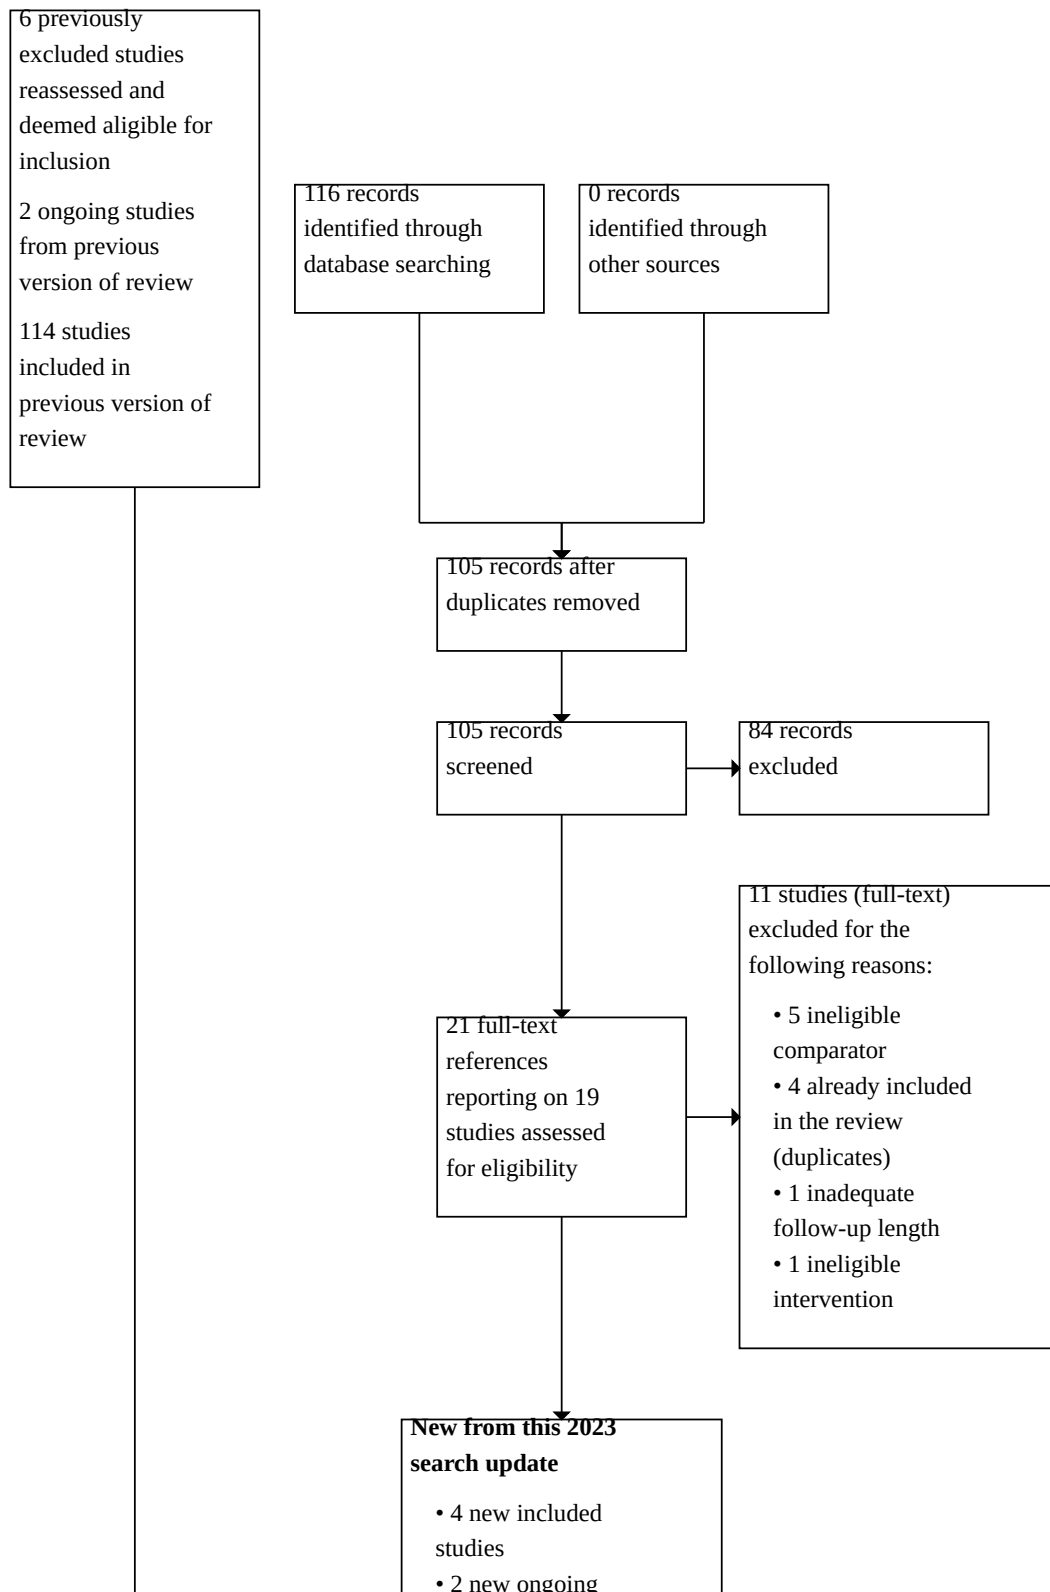 6 previously
excluded studies
reassessed and
deemed aligible for
inclusion
2 ongoing studies
from previous
version of review
114 studies
included in
previous version of
review
116 records
identified through
database searching
0 records
identified through
other sources
105 records after
duplicates removed
105 records
screened
84 records
excluded
11 studies (full-text)
excluded for the
following reasons:
• 5 ineligible
comparator
• 4 already included
in the review
(duplicates)
• 1 inadequate
follow-up length
• 1 ineligible
intervention
21 full-text
references
reporting on 19
studies assessed
for eligibility
New from this 2023
search update
• 4 new included
studies
• 2 new ongoing